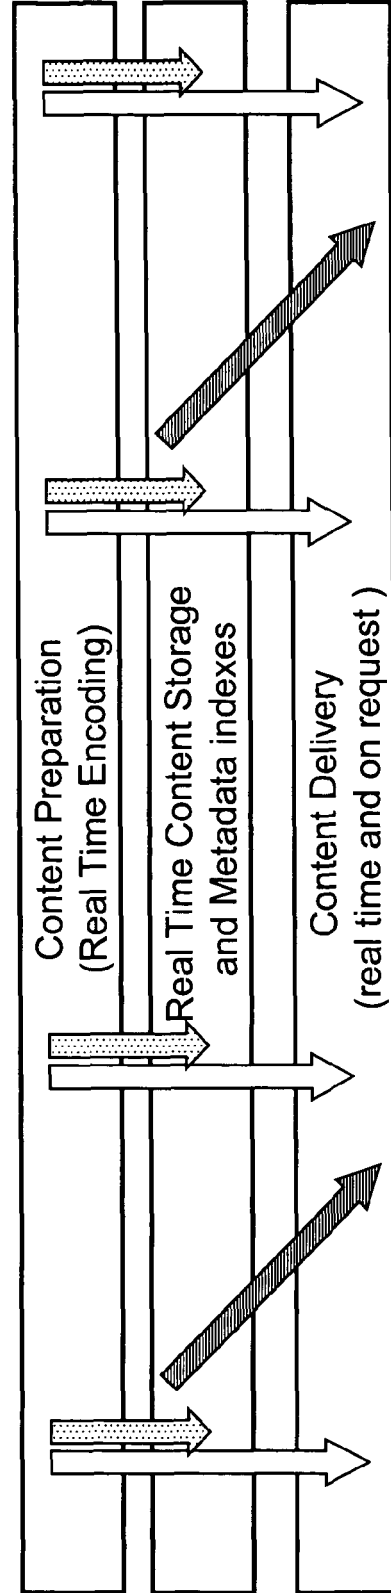 Content Preparation
(Real Time Encoding)
Real Time Content Storage
and Metadata indexes
Content Delivery
(real time and on request )